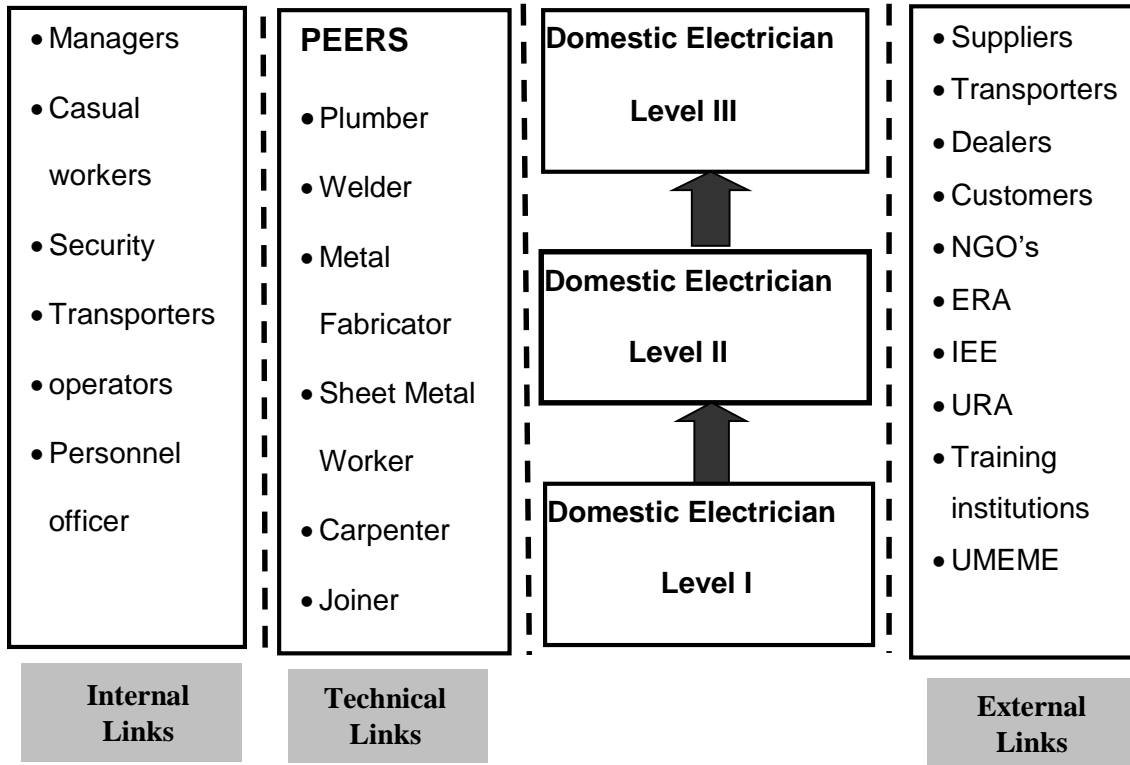 • Managers
• Casual
workers
• Security
• Transporters
• operators
• Personnel
officer
Internal
Links
PEERS
• Plumber
• Welder
• Metal
Fabricator
• Sheet Metal
Worker
• Carpenter
• Joiner
Technical
Links
Domestic Electrician
Level III
Domestic Electrician
Level II
Domestic Electrician
Level I
• Suppliers
• Transporters
• Dealers
• Customers
• NGO's
• ERA
• IEE
• URA
• Training
institutions
• UMEME
External
Links